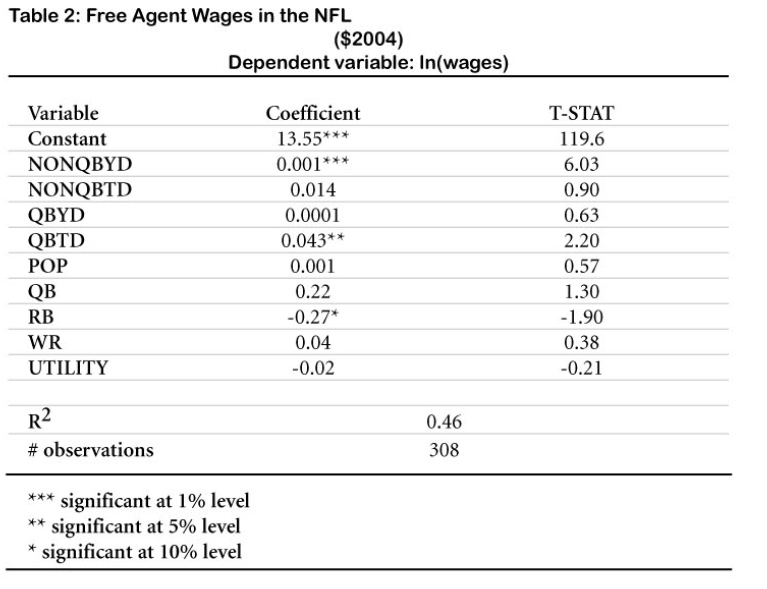 Table 2: Free Agent Wages in the NFL
($2004)
Dependent variable: ln(wages)
Variable Coefficient T-STAT
Constant 13.55*** 119.6
NONQBYD 0.001*** 6.03
NONQBTD 0.014 0.90
QBYD 0.0001 0.63
QBTD 0.043** 2.20
POP 0.001 0.57
QB 0.22 1.30
RB -0.27* -1.90
WR 0.04 0.38
UTILITY -0.02 -0.21
R2 0.46
# observations 308
*** significant at 1% level
** significant at 5% level
* significant at 10% level